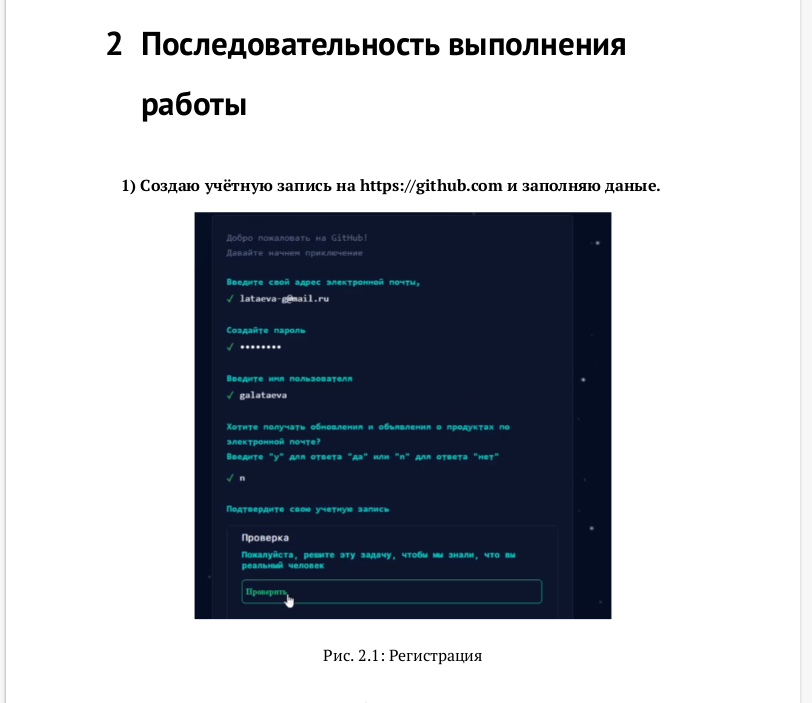 2 Последовательность выполнения
работы
1) Создаю учётную запись на https://github.com и заполняю даные.
Добро пожаловать на GitHub!
Давайте начнем приключение
Введите свой адрес электронной почты,
✓ lataeva-g@mail.ru
Создайте пароль
✓ ••••••••
Введите имя пользователя
✓ galataeva
Хотите получать обновления и объявления о продуктах по
электронной почте?
Введите "y" для ответа "да" или "n" для ответа "нет"
✓ n
Подтвердите свою учетную запись
Проверка
Пожалуйста, решите эту задачу, чтобы мы знали, что вы
реальный человек
Проверять
Рис. 2.1: Регистрация